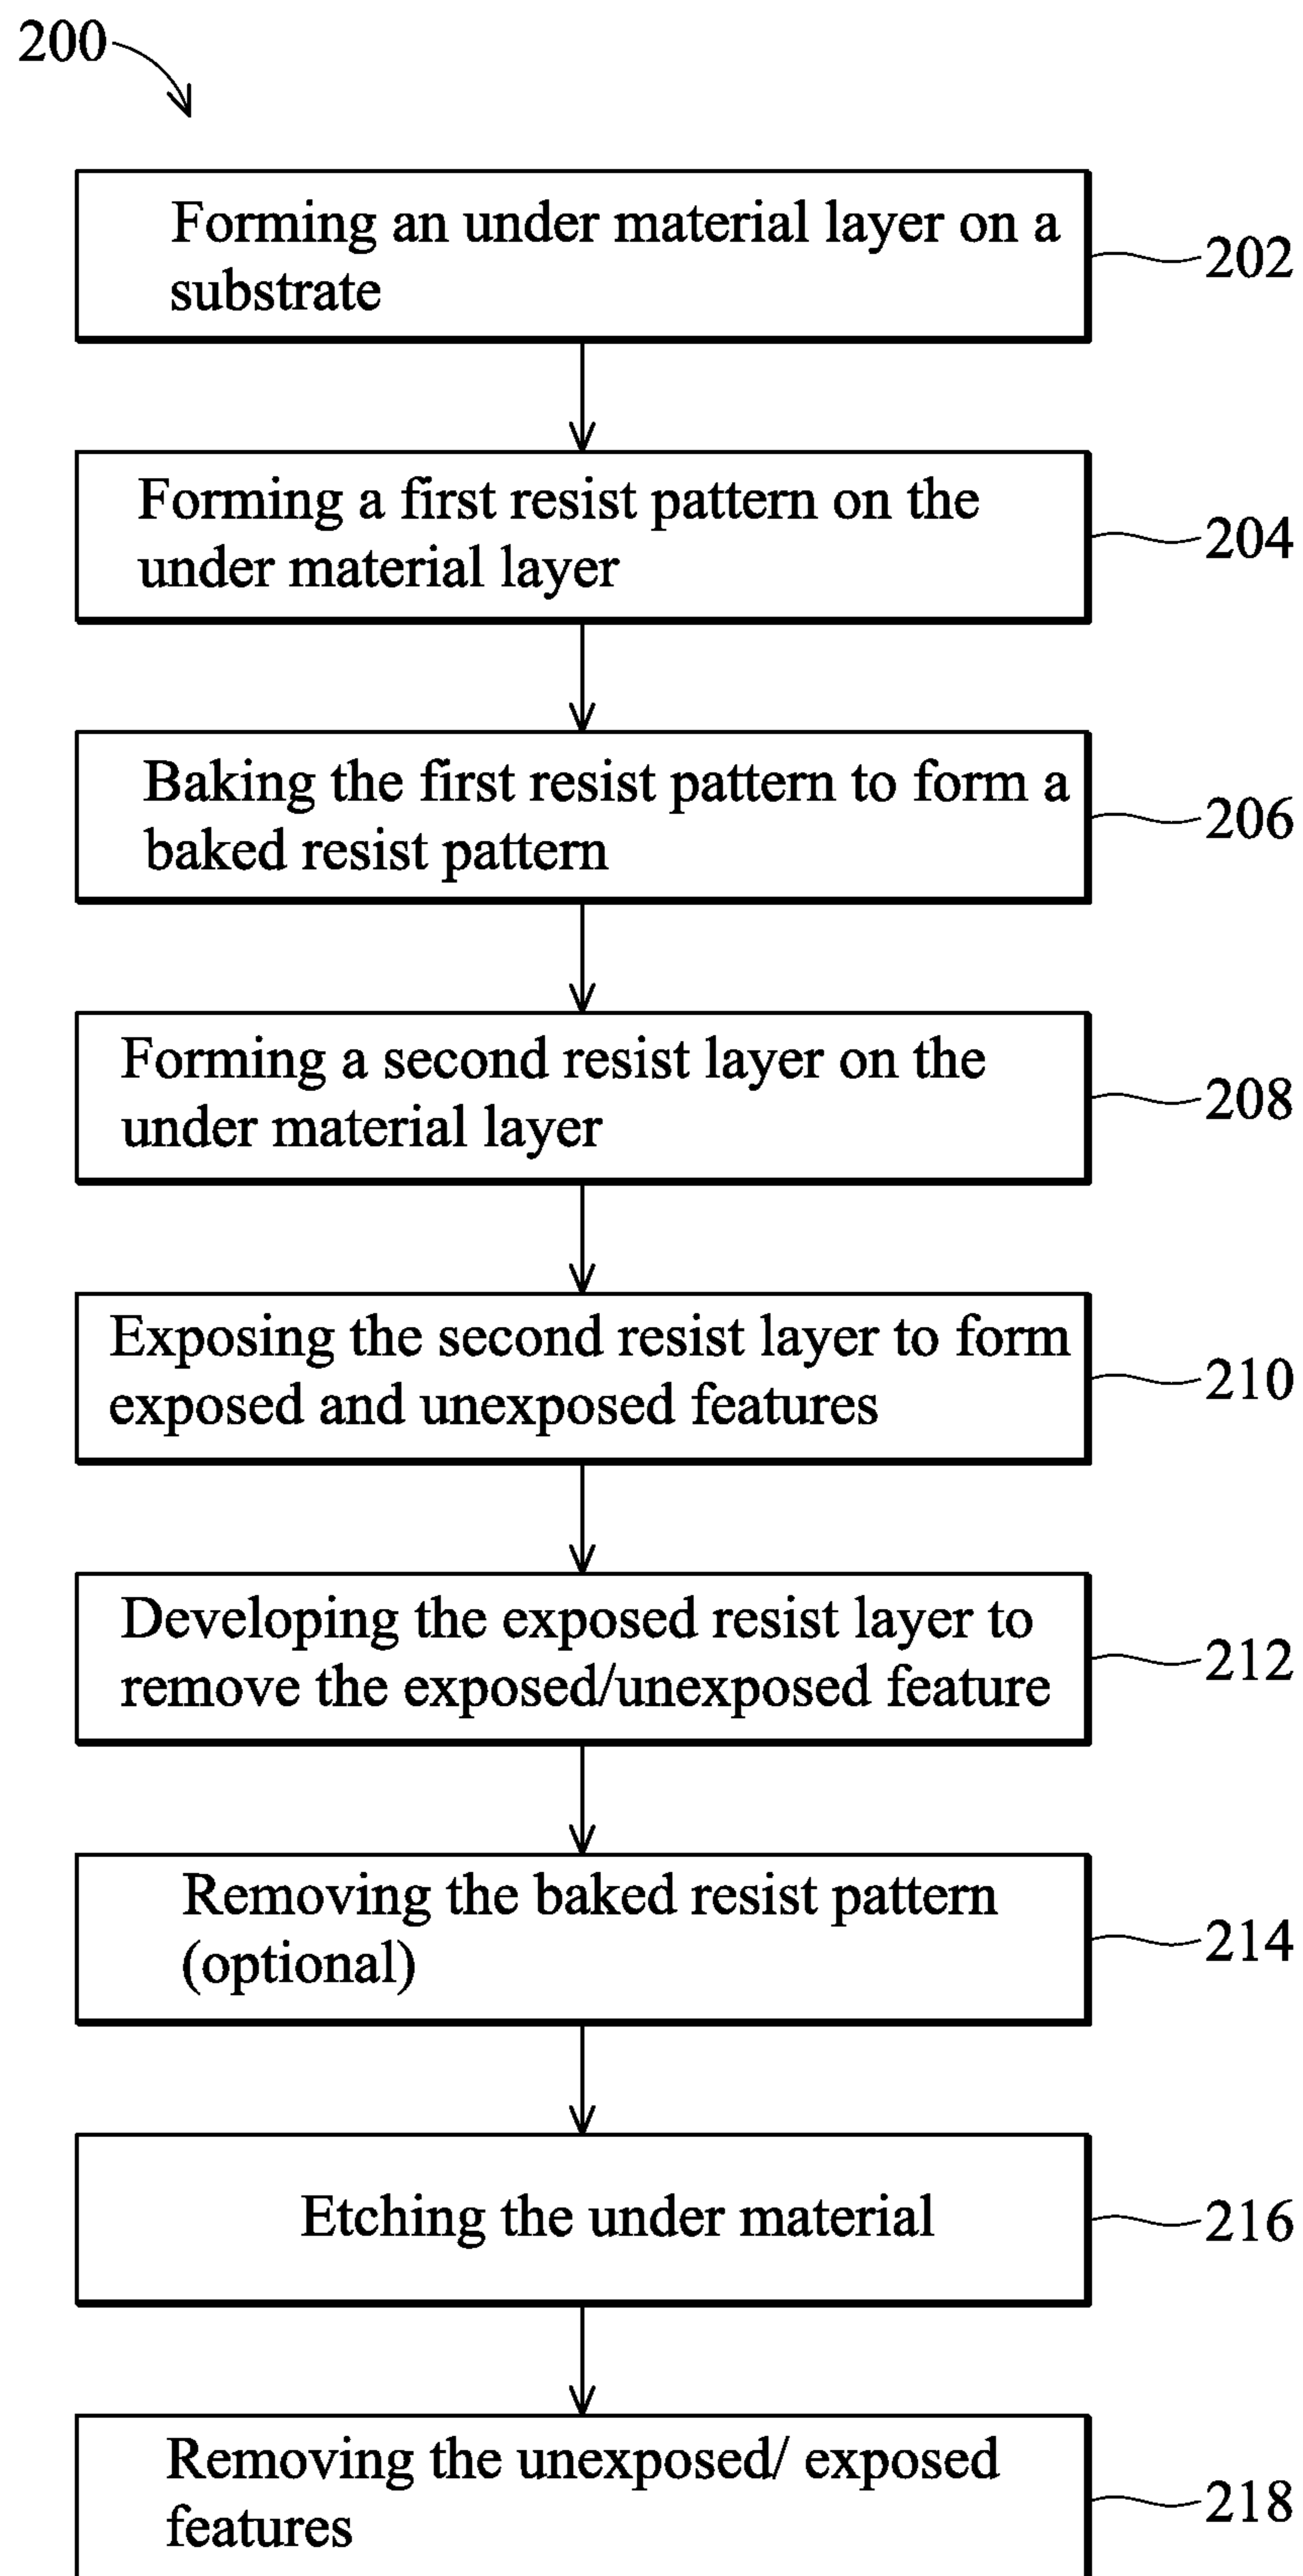 200
Forming an under material layer on a
substrate
202
Forming a first resist pattern on the
under material layer
204
Baking the first resist pattern to form a
baked resist pattern
206
Forming a second resist layer on the
under material layer
208
Exposing the second resist layer to form
exposed and unexposed features
210
Developing the exposed resist layer to
remove the exposed/unexposed feature
212
Removing the baked resist pattern
(optional)
214
Etching the under material
216
Removing the unexposed/ exposed
features
218